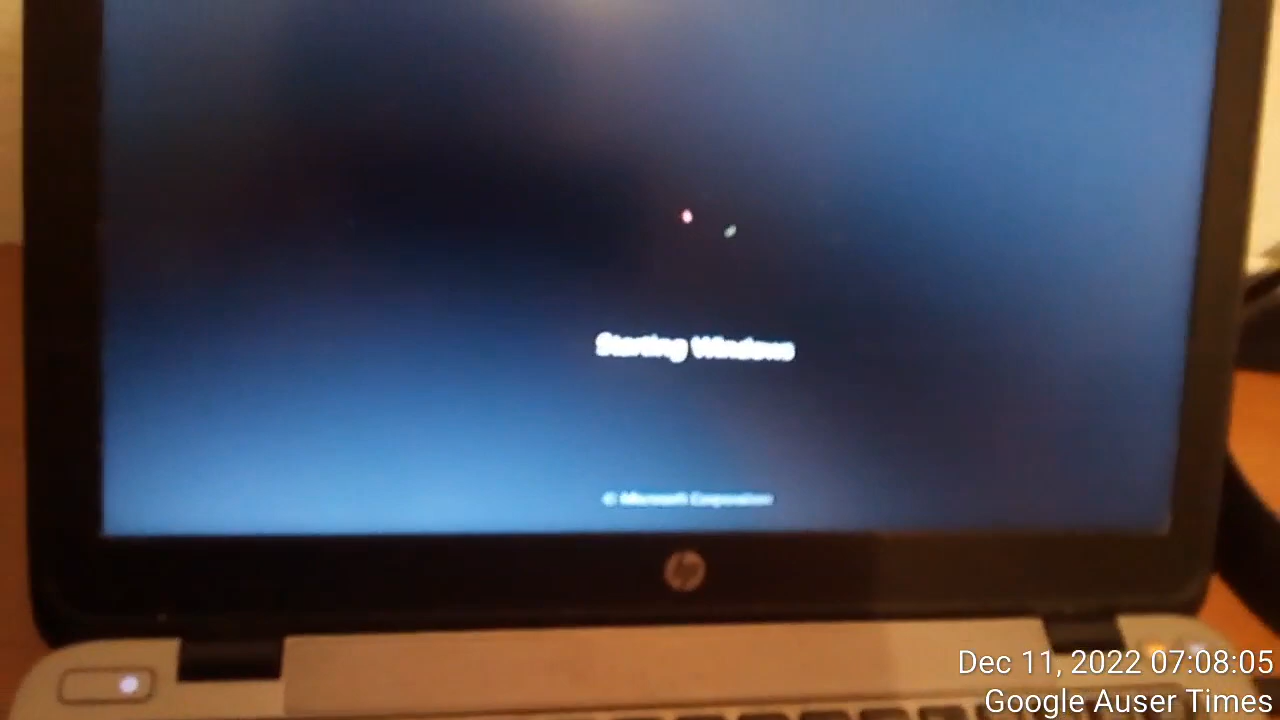 Starting Windows
© Microsoft Corporation
hp
Dec 11, 2022 07:08:05
Google Auser Times